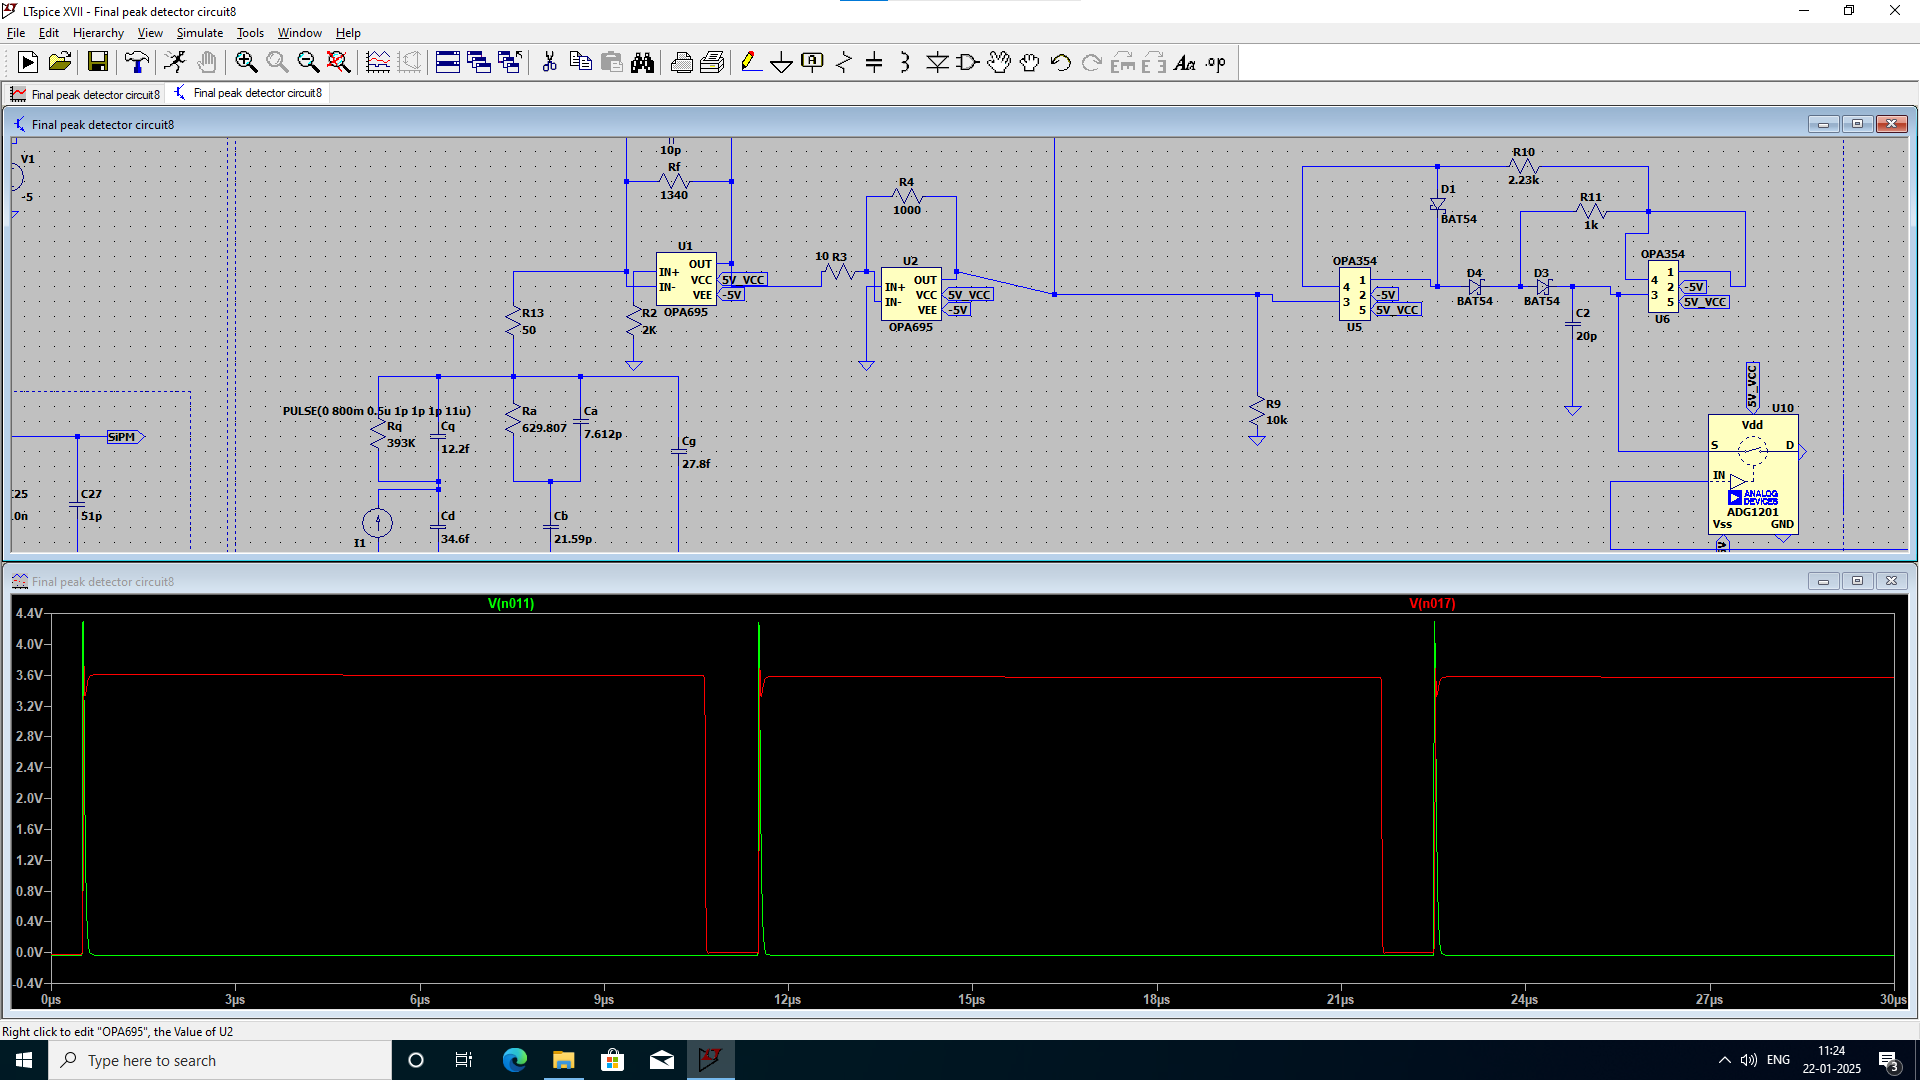 LTspice XVII - Final peak detector circuit8
File Edit Hierarchy View Simulate Tools Window Help
Final peak detector circuit8
Final peak detector circuit8
Final peak detector circuit8
V1
-5
10p
Rf
1340
R4
1000
R10
2.23k
D1
BAT54
R11
1k
U1
OUT
IN+
VCC
IN-
VEE
5V_VCC
-5V
OPA695
10 R3
U2
OUT
IN+
VCC
IN-
VEE
5V_VCC
-5V
OPA695
OPA354
1
4
2
3
5
-5V
5V_VCC
U5
D4
BAT54
D3
BAT54
OPA354
1
4
2
3
5
-5V
5V_VCC
U6
C2
20p
R13
50
R2
2K
R9
10k
PULSE(0 800m 0.5u 1p 1p 1p 11u)
Rq
393K
Cq
12.2f
Ra
629.807
Ca
7.612p
Cg
27.8f
SiPM
C27
51p
I1
Cd
34.6f
Cb
21.59p
5V_VCC
U10
Vdd
S
D
IN
ANALOG
DEVICES
ADG1201
Vss
GND
Final peak detector circuit8
V(n011)
V(n017)
4.4V
4.0V
3.6V
3.2V
2.8V
2.4V
2.0V
1.6V
1.2V
0.8V
0.4V
0.0V
-0.4V
0µs
3µs
6µs
9µs
12µs
15µs
18µs
21µs
24µs
27µs
30µs
Right click to edit "OPA695", the Value of U2
Type here to search
ENG
11:24
22-01-2025
3